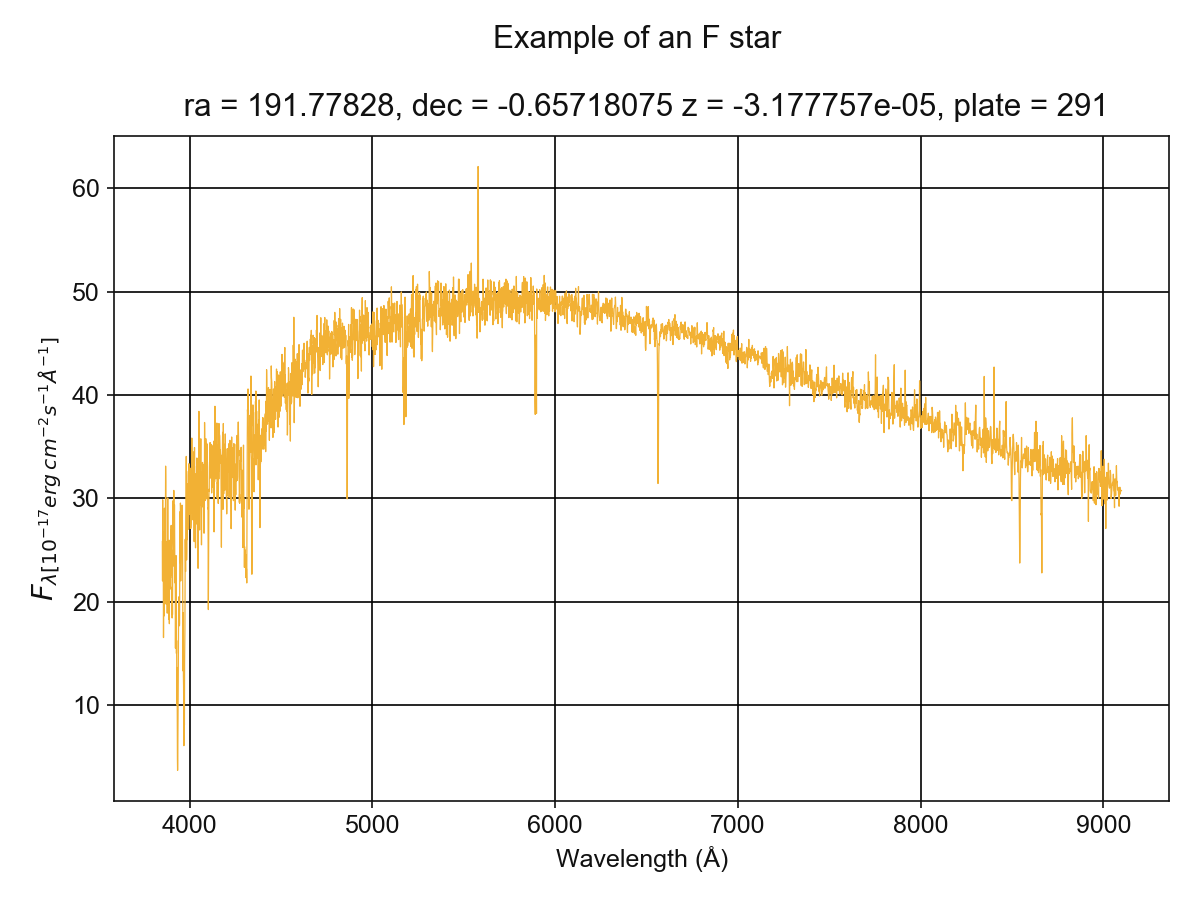 Example of an F star
ra = 191.77828, dec = -0.65718075 z = -3.177757e-05, plate = 291
60
50
40
30
20
10
F_λ[10⁻¹⁷erg cm⁻²s⁻¹Å⁻¹]
4000 5000 6000 7000 8000 9000
Wavelength (Å)